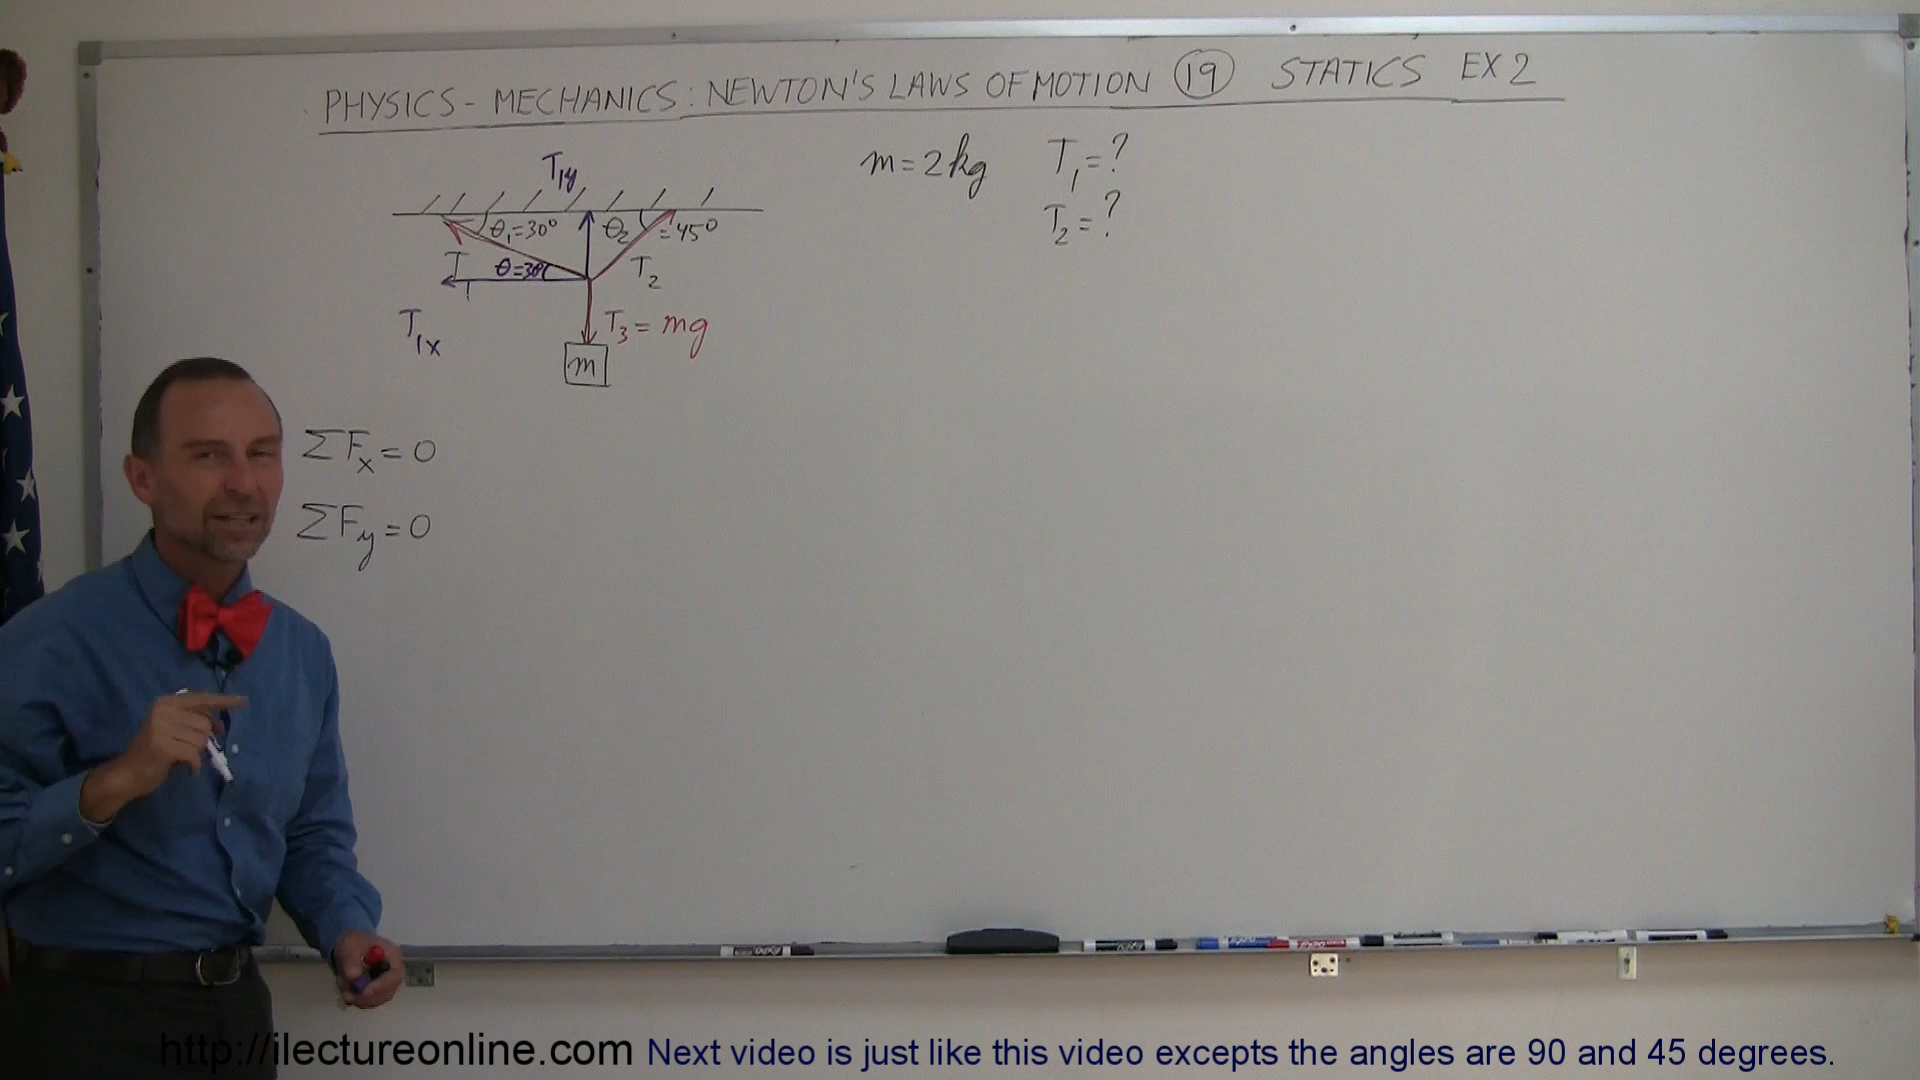 PHYSICS - MECHANICS: NEWTON'S LAWS OF MOTION 19 STATICS EX 2
m = 2 kg T₁ = ?
T₂ = ?
T₁y
θ₁ = 30° θ₂ = 45°
T₁ θ = 30° T₂
T₁x
T₃ = mg
m
ΣFx = 0
ΣFy = 0
http://ilectureonline.com Next video is just like this video excepts the angles are 90 and 45 degrees.